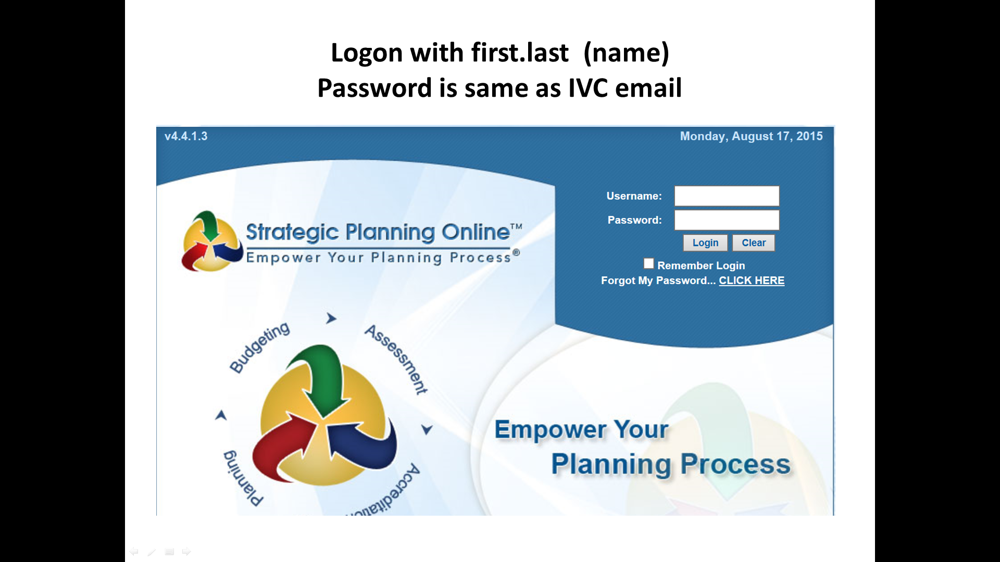 Logon with first.last (name)
Password is same as IVC email
v4.4.1.3
Monday, August 17, 2015
Username:
Password:
Login Clear
Remember Login
Forgot My Password... CLICK HERE
Strategic Planning Online™
Empower Your Planning Process®
Budgeting
Assessment
Planning
Empower Your
Planning Process